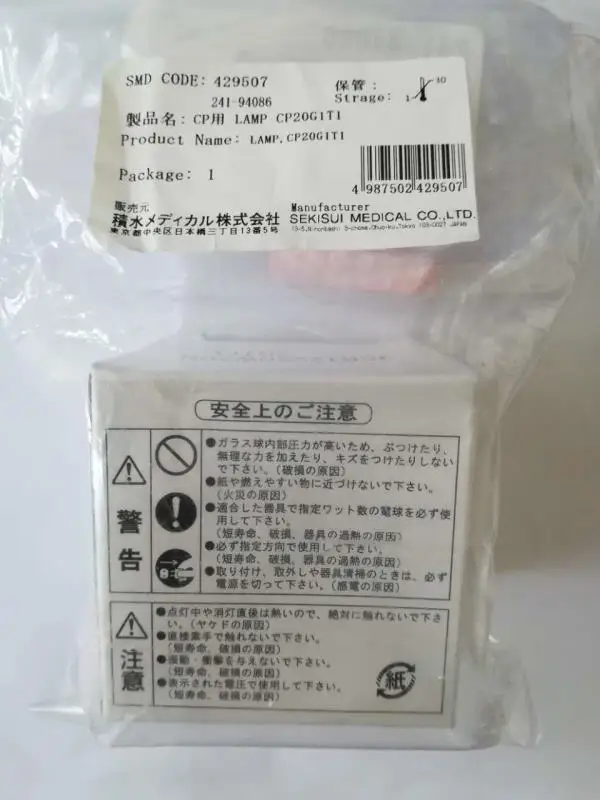 SMD CODE: 429507
241-94086
保管 :
Strage: 1 30
製品名: CP用 LAMP CP20G1T1
Product Name: LAMP,CP20G1T1
Package: 1
4 987502 429507
販売元
積水メディカル株式会社
東京都中央区日本橋三丁目13番5号
Manufacturer
SEKISUI MEDICAL CO.,LTD.
13-5,Nihonbashi 3-chome,Chuo-ku,Tokyo 103-0027 JAPAN
安全上のご注意
警告
●ガラス球内部圧力が高いため、ぶつけたり、
無理な力を加えたり、キズをつけたりしない
で下さい。(破損の原因)
●紙や燃えやすい物に近づけないで下さい。
(火災の原因)
●適合した器具で指定ワット数の電球を必ず使
用して下さい。
(短寿命、破損、器具の過熱の原因)
●必ず指定方向で使用して下さい。
(短寿命、破損、器具の過熱の原因)
●取り付け、取外しや器具清掃のときは、必ず
電源を切って下さい。(感電の原因)
注意
●点灯中や消灯直後は熱いので、絶対に触れないで下さ
い。(ヤケドの原因)
●直接素手で触れないで下さい。
(短寿命、破損の原因)
●振動・衝撃を与えないで下さい。
(短寿命、破損の原因)
●表示された電圧で使用して下さい。
(短寿命、破損の原因)
紙